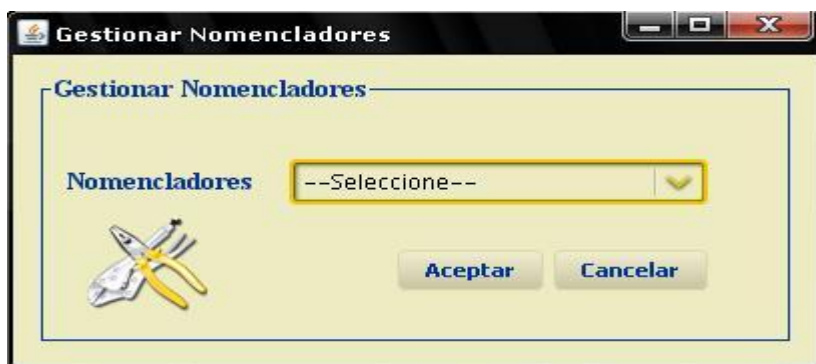 Gestionar Nomencladores
Gestionar Nomencladores
Nomencladores --Seleccione--
Aceptar Cancelar